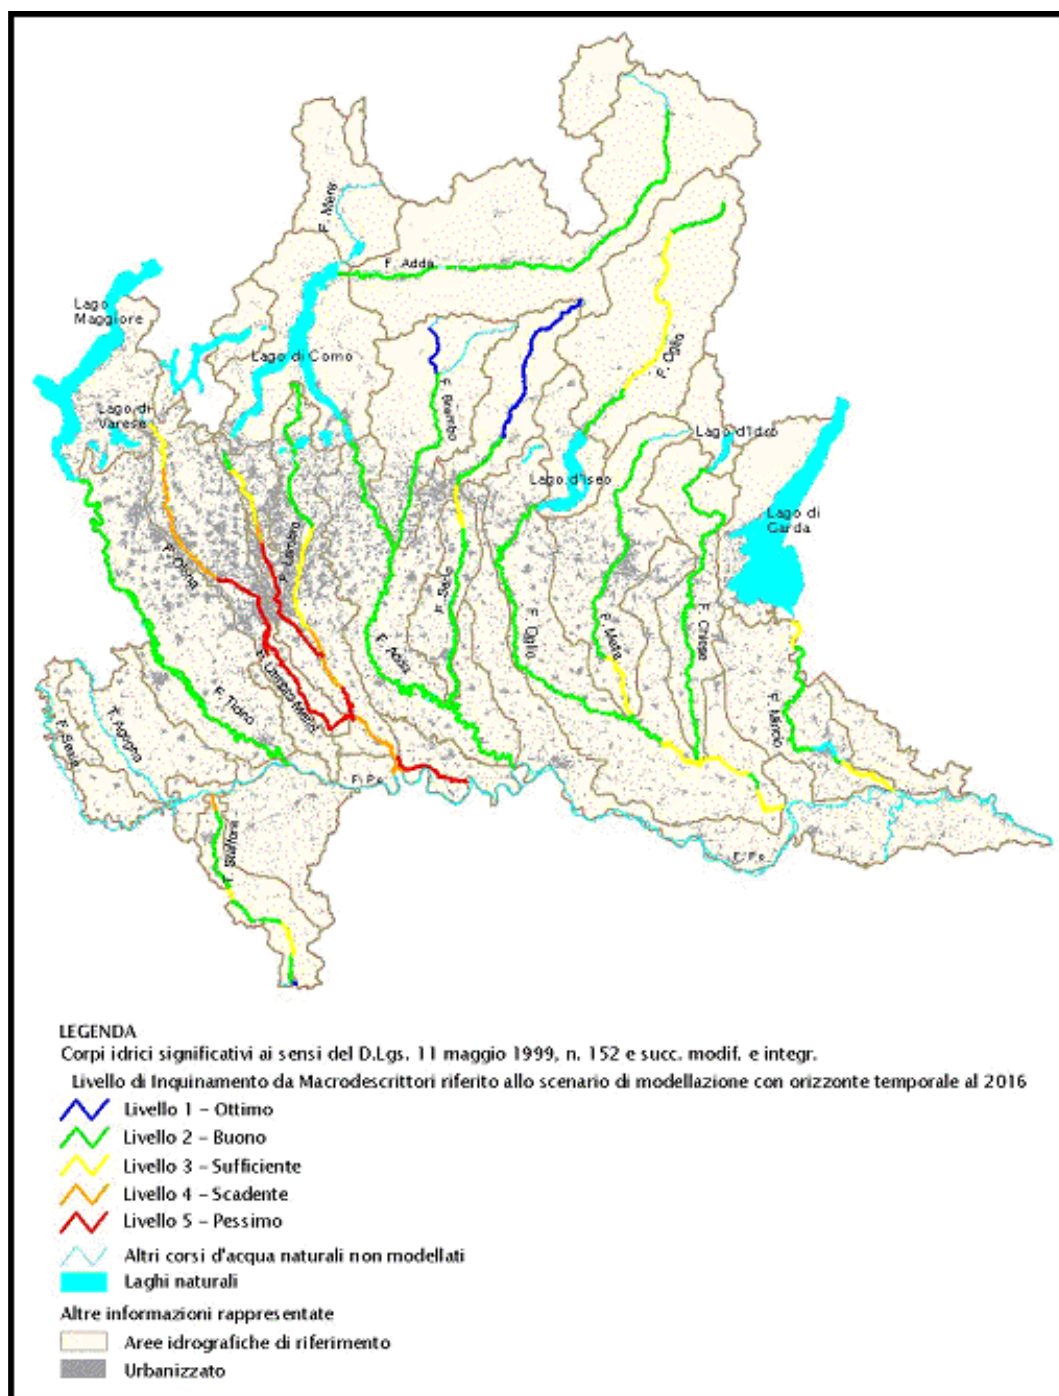 F. Mera
F. Adda
Lago
Maggiore
Lago di Como
F. Oglio
F. Brembo
Lago di
Varese
Lago d'Idro
Lago d'Iseo
Lago di
Garda
F. Olona
F. Lambro
F. Serio
F. Adda
F. Oglio
F. Mella
F. Chiese
F. Mincio
F. Lambro Merid.
F. Ticino
T. Agogna
F. Sesia
F. Po
F. Po
T. Staffora
LEGENDA
Corpi idrici significativi ai sensi del D.Lgs. 11 maggio 1999, n. 152 e succ. modif. e integr.
Livello di Inquinamento da Macrodescrittori riferito allo scenario di modellazione con orizzonte temporale al 2016
Livello 1 - Ottimo
Livello 2 - Buono
Livello 3 - Sufficiente
Livello 4 - Scadente
Livello 5 - Pessimo
Altri corsi d'acqua naturali non modellati
Laghi naturali
Altre informazioni rappresentate
Aree idrografiche di riferimento
Urbanizzato